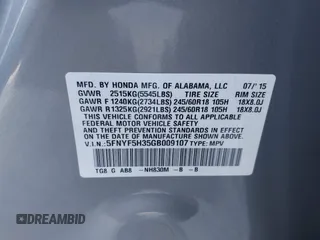 MFD. BY HONDA MFG. OF ALABAMA, LLC 07/'15
GVWR 2515KG(5545LBS) TIRE SIZE RIM SIZE
GAWR F 1240KG(2734LBS) 245/60R18 105H 18X8.0J
GAWR R 1325KG(2921LBS) 245/60R18 105H 18X8.0J
THIS VEHICLE CONFORMS TO ALL APPLICABLE
FEDERAL MOTOR VEHICLE SAFETY STANDARDS IN
EFFECT ON THE DATE OF MANUFACTURE SHOWN ABOVE.
V.I.N.: 5FNYF5H35GB009107 TYPE: MPV
TG8 G AB8 -NH830M -B -B
DREAMBID